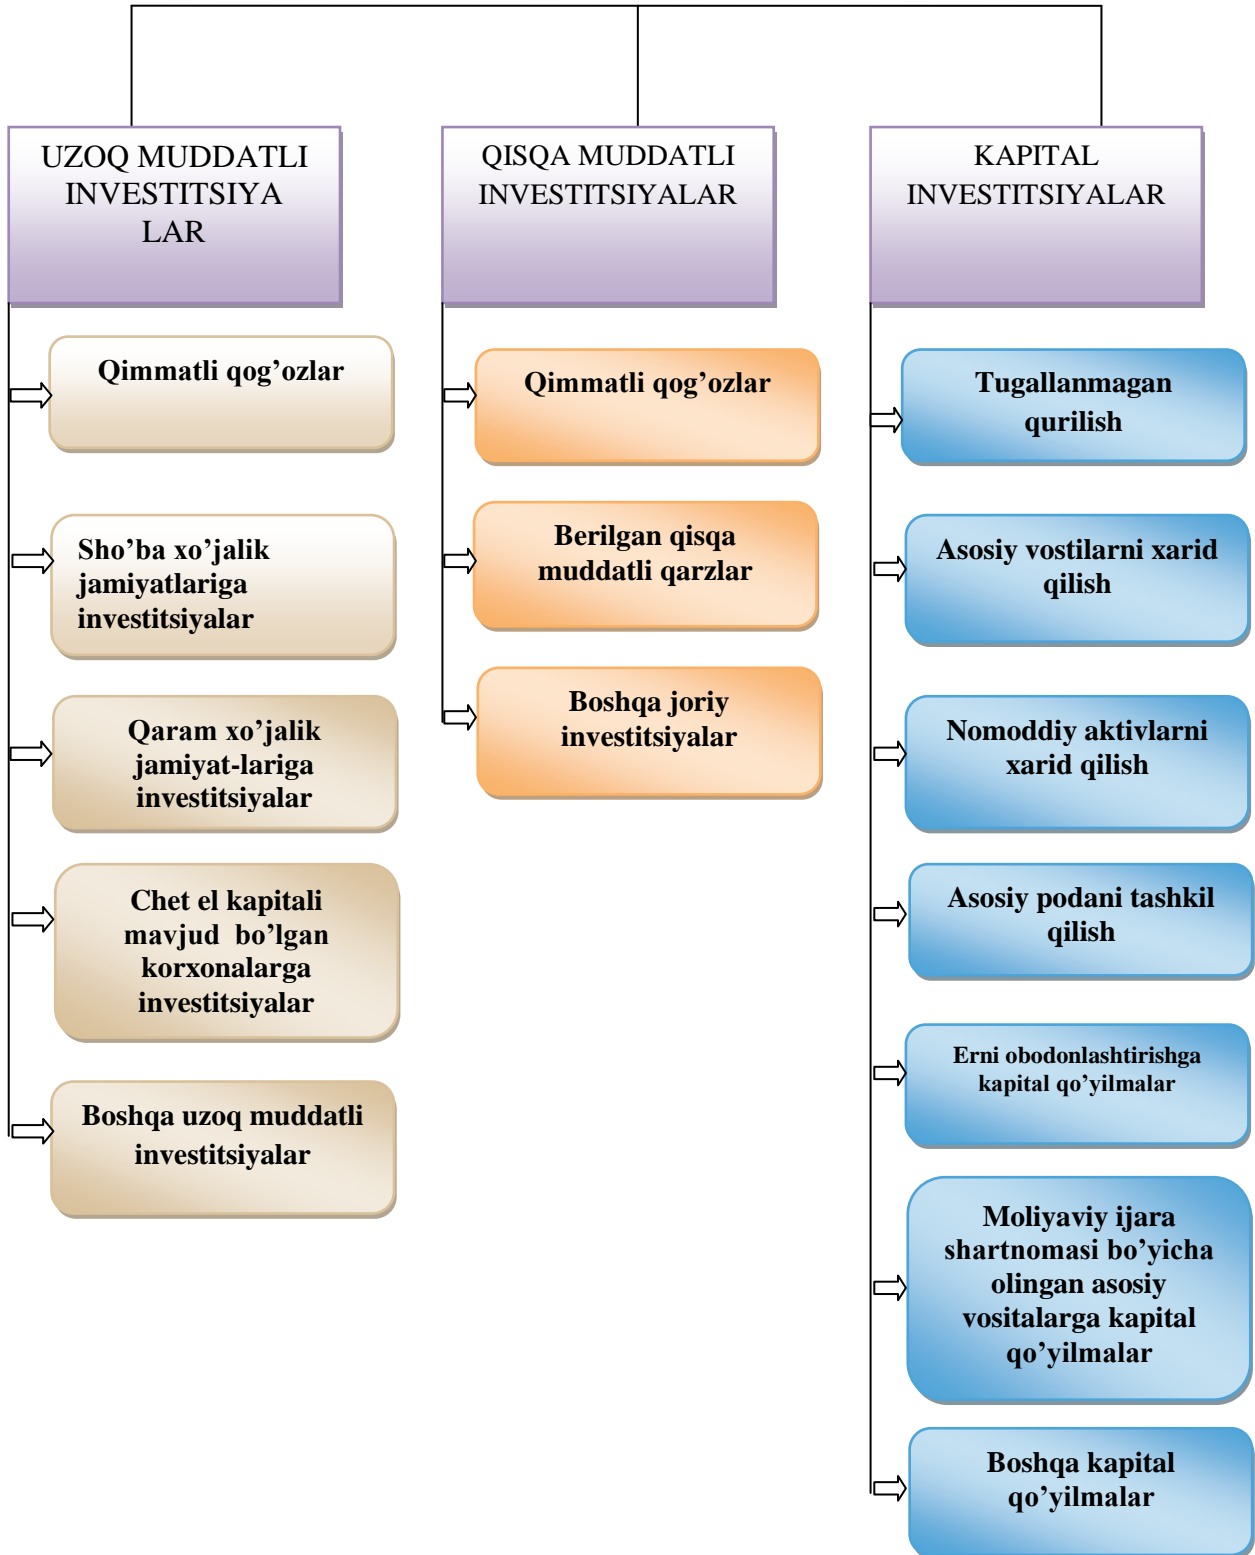 UZOQ MUDDATLI
INVESTITSIYA
LAR
Qimmatli qog’ozlar
Sho’ba xo’jalik
jamiyatlariga
investitsiyalar
Qaram xo’jalik
jamiyat-lariga
investitsiyalar
Chet el kapitali
mavjud bo’lgan
korxonalarga
investitsiyalar
Boshqa uzoq muddatli
investitsiyalar
QISQA MUDDATLI
INVESTITSIYALAR
Qimmatli qog’ozlar
Berilgan qisqa
muddatli qarzlar
Boshqa joriy
investitsiyalar
KAPITAL
INVESTITSIYALAR
Tugallanmagan
qurilish
Asosiy vostilarni xarid
qilish
Nomoddiy aktivlarni
xarid qilish
Asosiy podani tashkil
qilish
Erni obodonlashtirishga
kapital qo’yilmalar
Moliyaviy ijara
shartnomasi bo’yicha
olingan asosiy
vositalarga kapital
qo’yilmalar
Boshqa kapital
qo’yilmalar